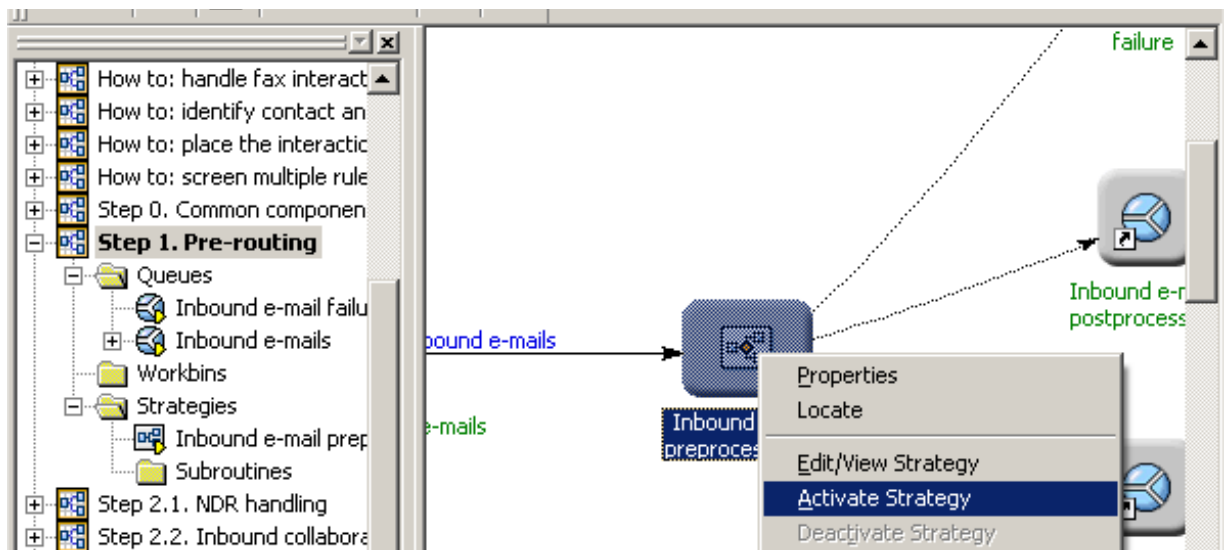 How to: handle fax interact
How to: identify contact an
How to: place the interactic
How to: screen multiple rule
Step 0. Common componen
Step 1. Pre-routing
Queues
Inbound e-mail failu
Inbound e-mails
Workbins
Strategies
Inbound e-mail prep
Subroutines
Step 2.1. NDR handling
Step 2.2. Inbound collabora
failure
Inbound e-r
postprocess
bound e-mails
e-mails
Inbound
preproces
Properties
Locate
Edit/View Strategy
Activate Strategy
Deactivate Strategy